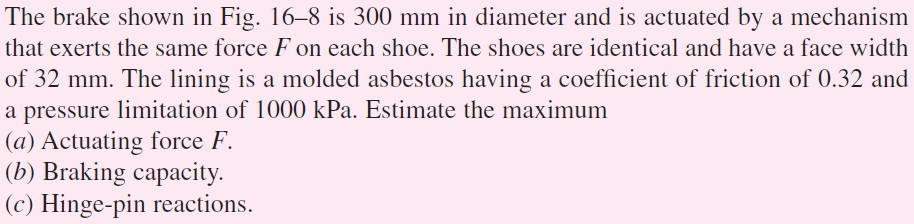 The brake shown in Fig. 16–8 is 300 mm in diameter and is actuated by a mechanism
that exerts the same force F on each shoe. The shoes are identical and have a face width
of 32 mm. The lining is a molded asbestos having a coefficient of friction of 0.32 and
a pressure limitation of 1000 kPa. Estimate the maximum
(a) Actuating force F.
(b) Braking capacity.
(c) Hinge-pin reactions.